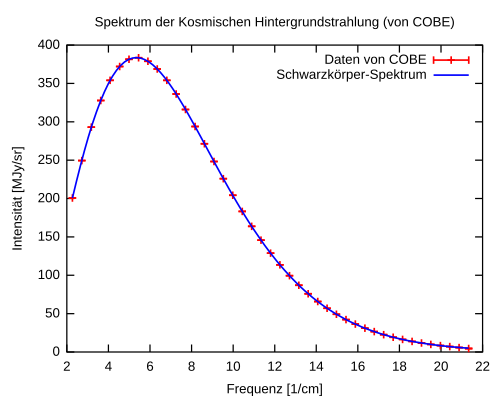 Spektrum der Kosmischen Hintergrundstrahlung (von COBE)
400
350
300
250
200
150
100
50
0
Intensität [MJy/sr]
Daten von COBE
Schwarzkörper-Spektrum
2 4 6 8 10 12 14 16 18 20 22
Frequenz [1/cm]